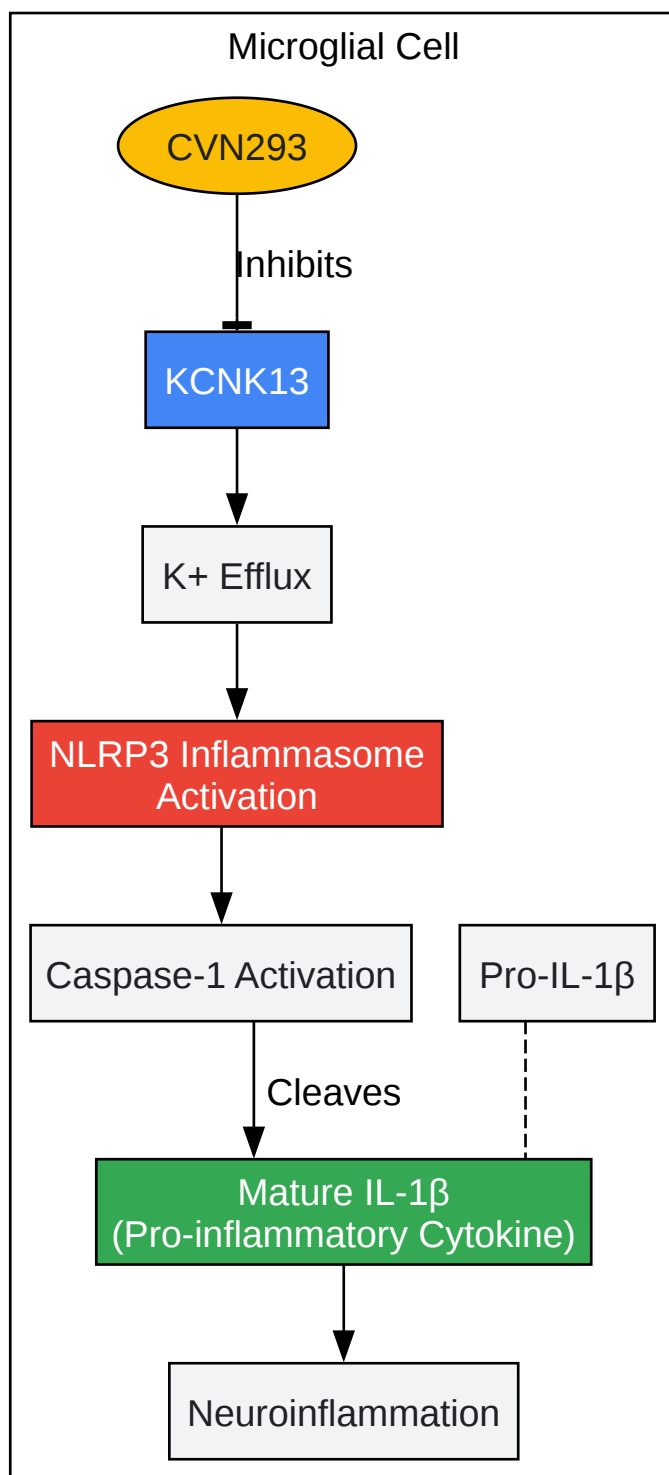 Microglial Cell
CVN293
Inhibits
KCNK13
K+ Efflux
NLRP3 Inflammasome
Activation
Caspase-1 Activation
Pro-IL-1β
Cleaves
Mature IL-1β
(Pro-inflammatory Cytokine)
Neuroinflammation